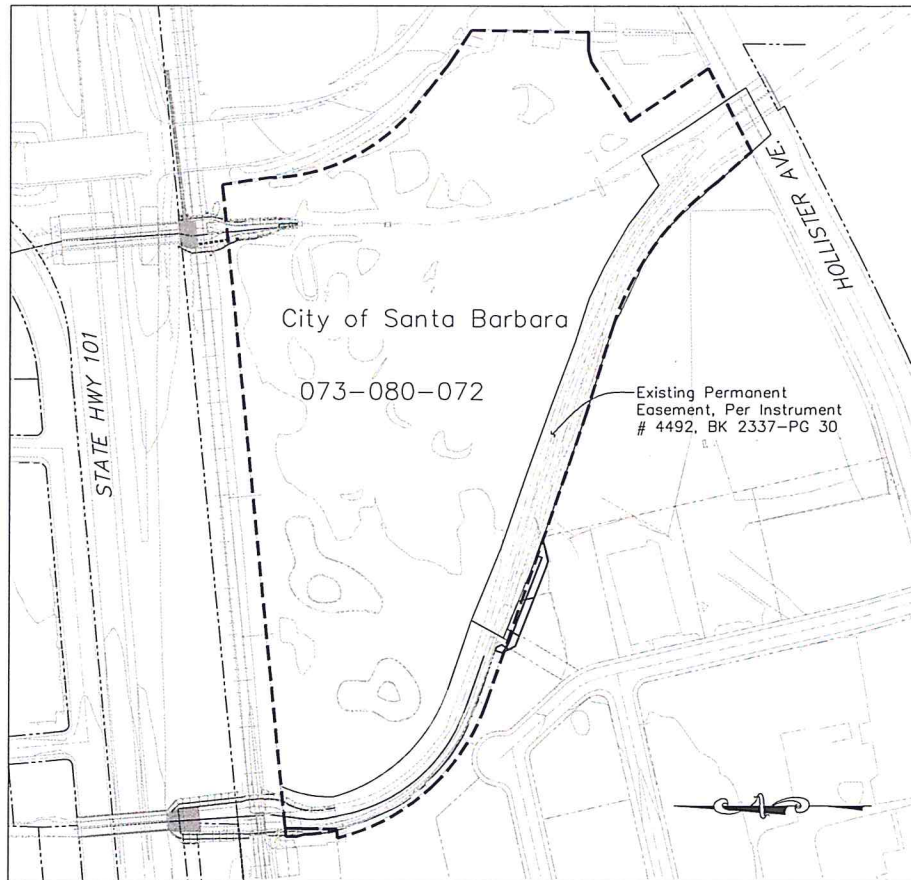 HOLLISTER AVE.
City of Santa Barbara
073-080-072
STATE HWY 101
Existing Permanent
Easement, Per Instrument
# 4492, BK 2337-PG 30